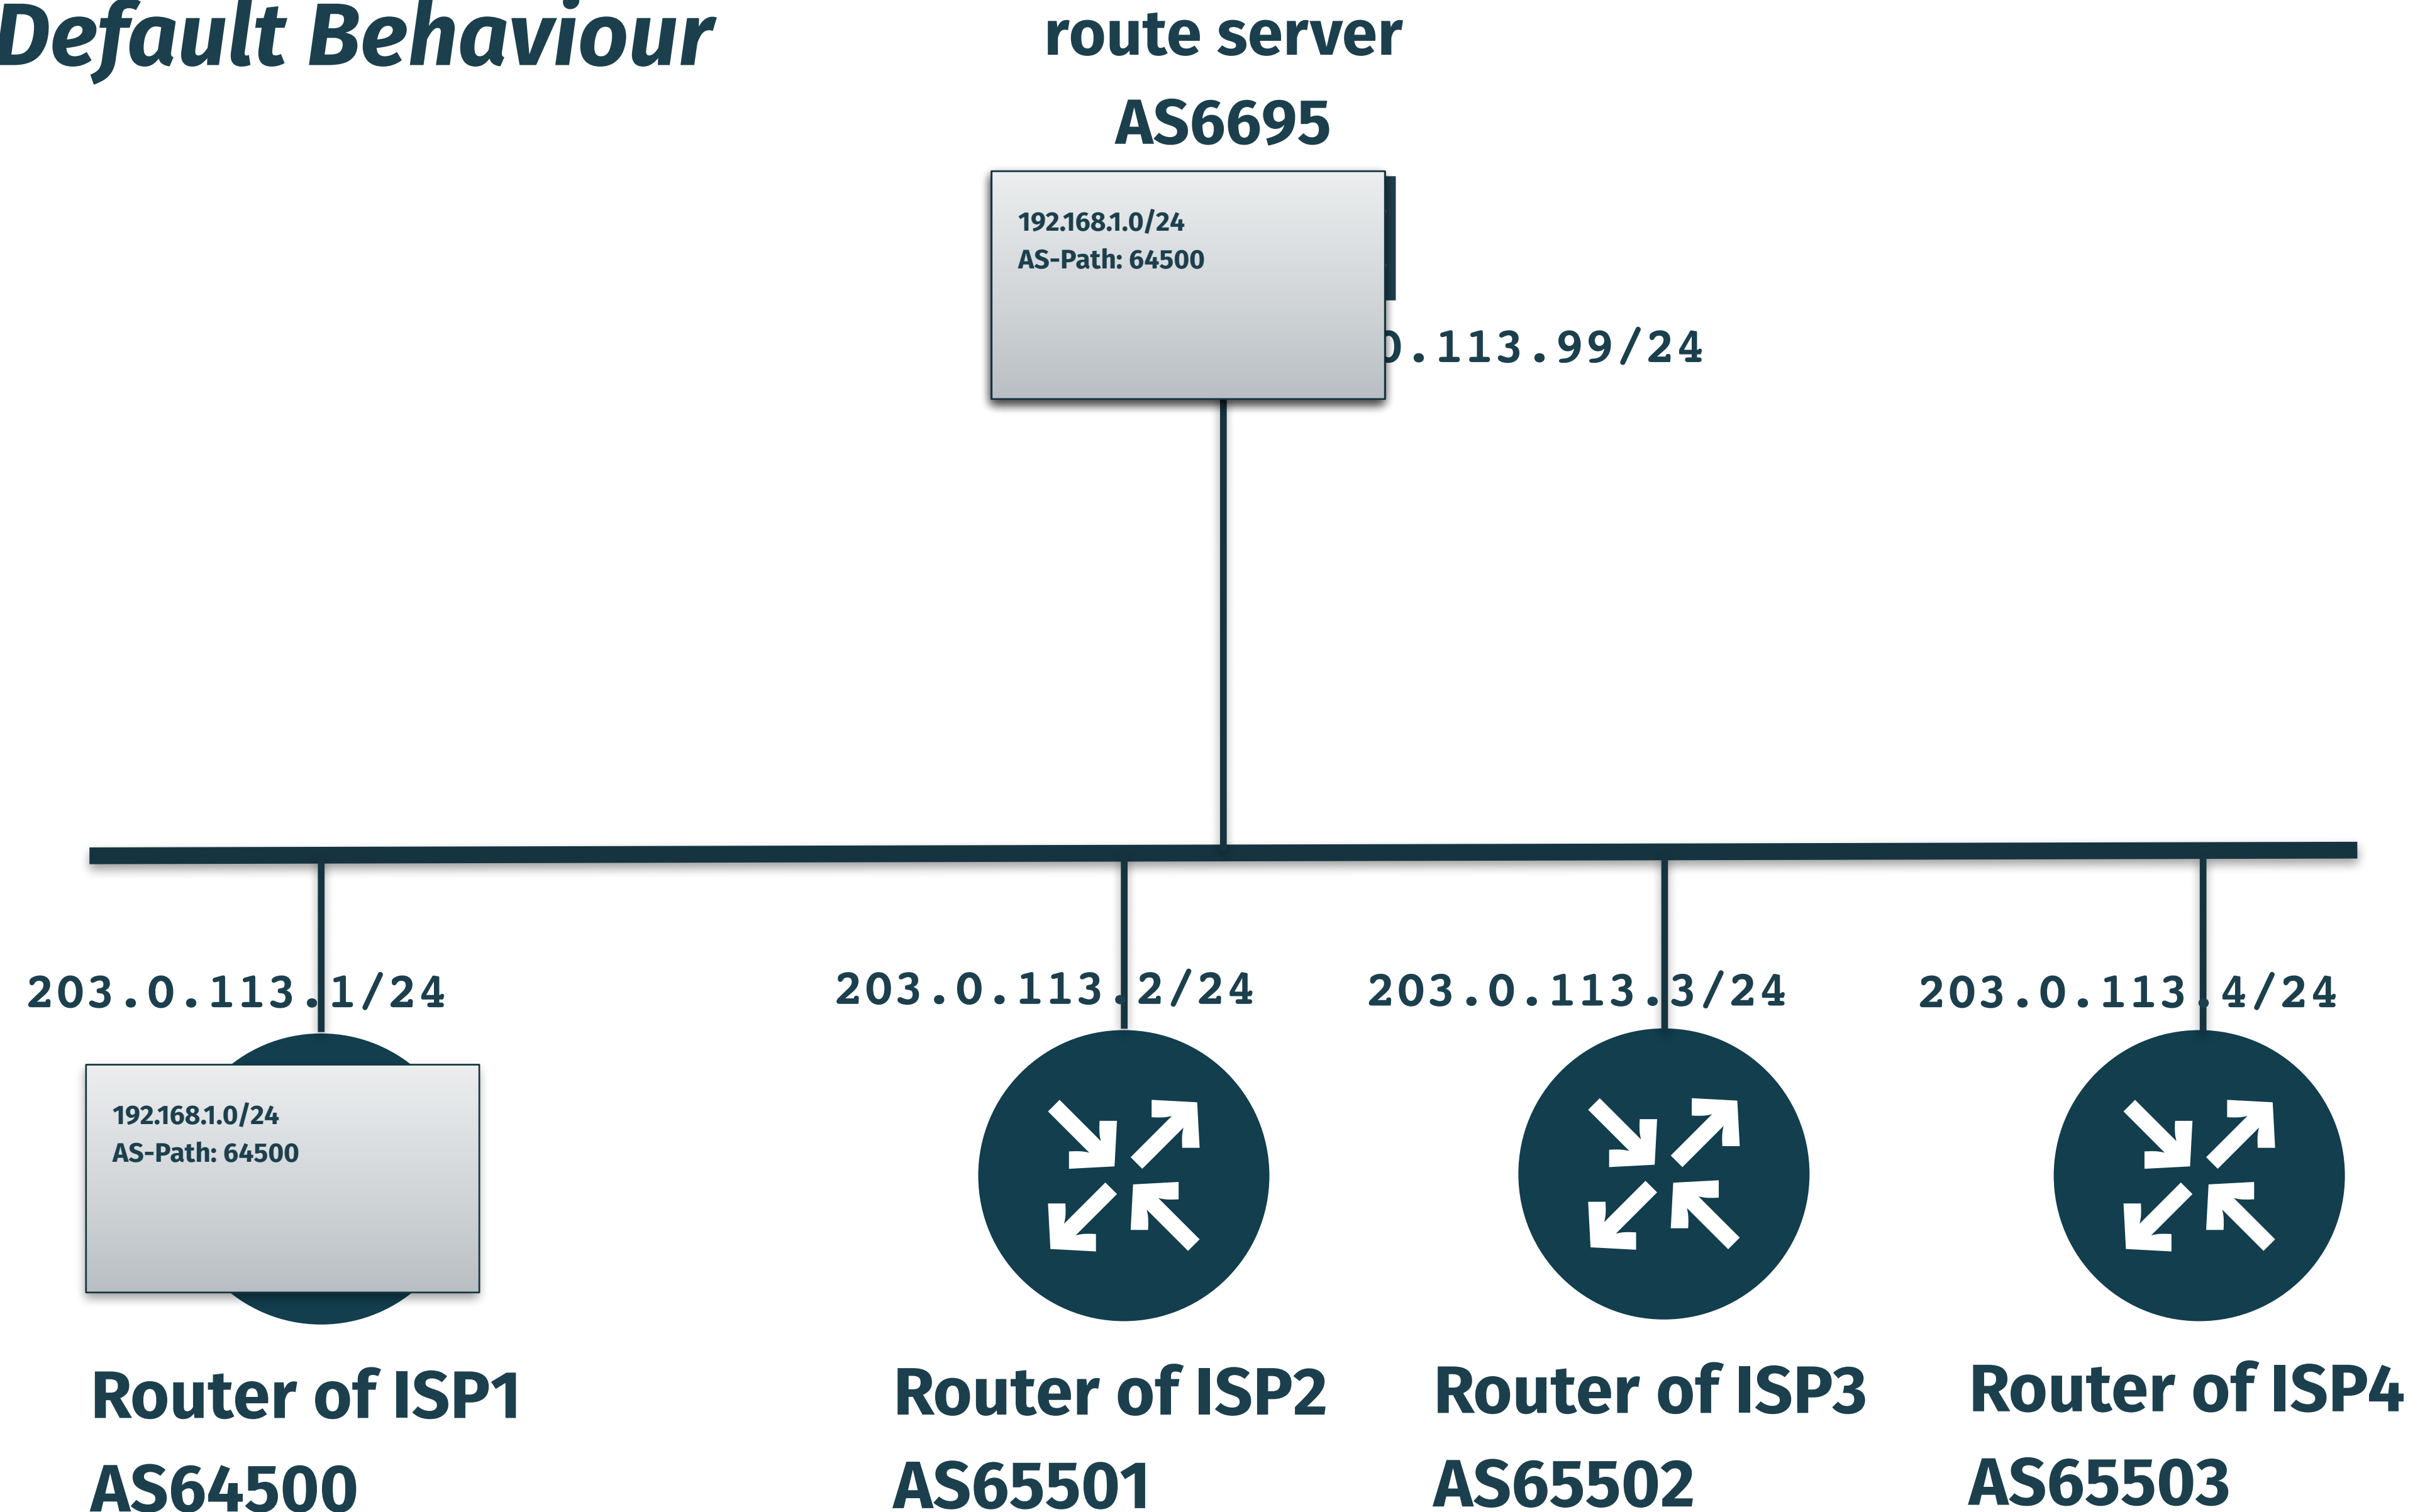 Default Behaviour
route server
AS6695
192.168.1.0/24
AS-Path: 64500
0.113.99/24
203.0.113.1/24
203.0.113.2/24
203.0.113.3/24
203.0.113.4/24
192.168.1.0/24
AS-Path: 64500
Router of ISP1
AS64500
Router of ISP2
AS65501
Router of ISP3
AS65502
Router of ISP4
AS65503